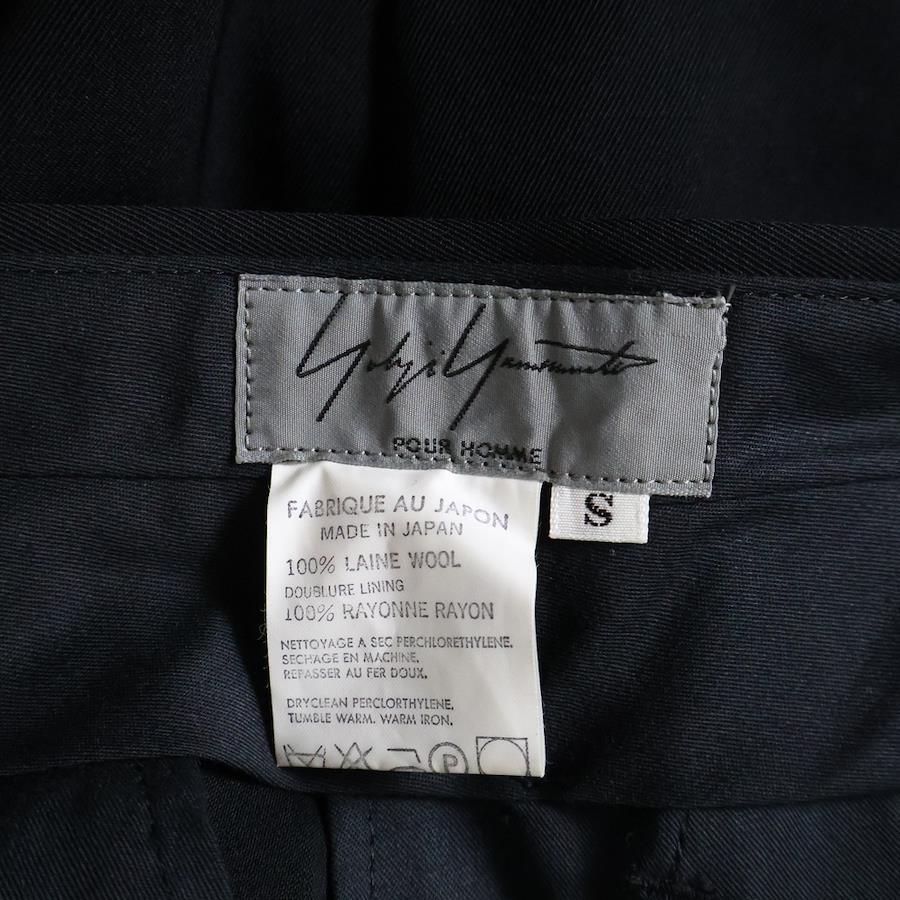 Yohji Yamamoto
POUR HOMME
S
FABRIQUE AU JAPON
MADE IN JAPAN
100% LAINE WOOL
DOUBLURE LINING
100% RAYONNE RAYON
NETTOYAGE A SEC PERCHLORETHYLENE.
SECHAGE EN MACHINE.
REPASSER AU FER DOUX.
DRYCLEAN PERCLORTHYLENE.
TUMBLE WARM. WARM IRON.
P